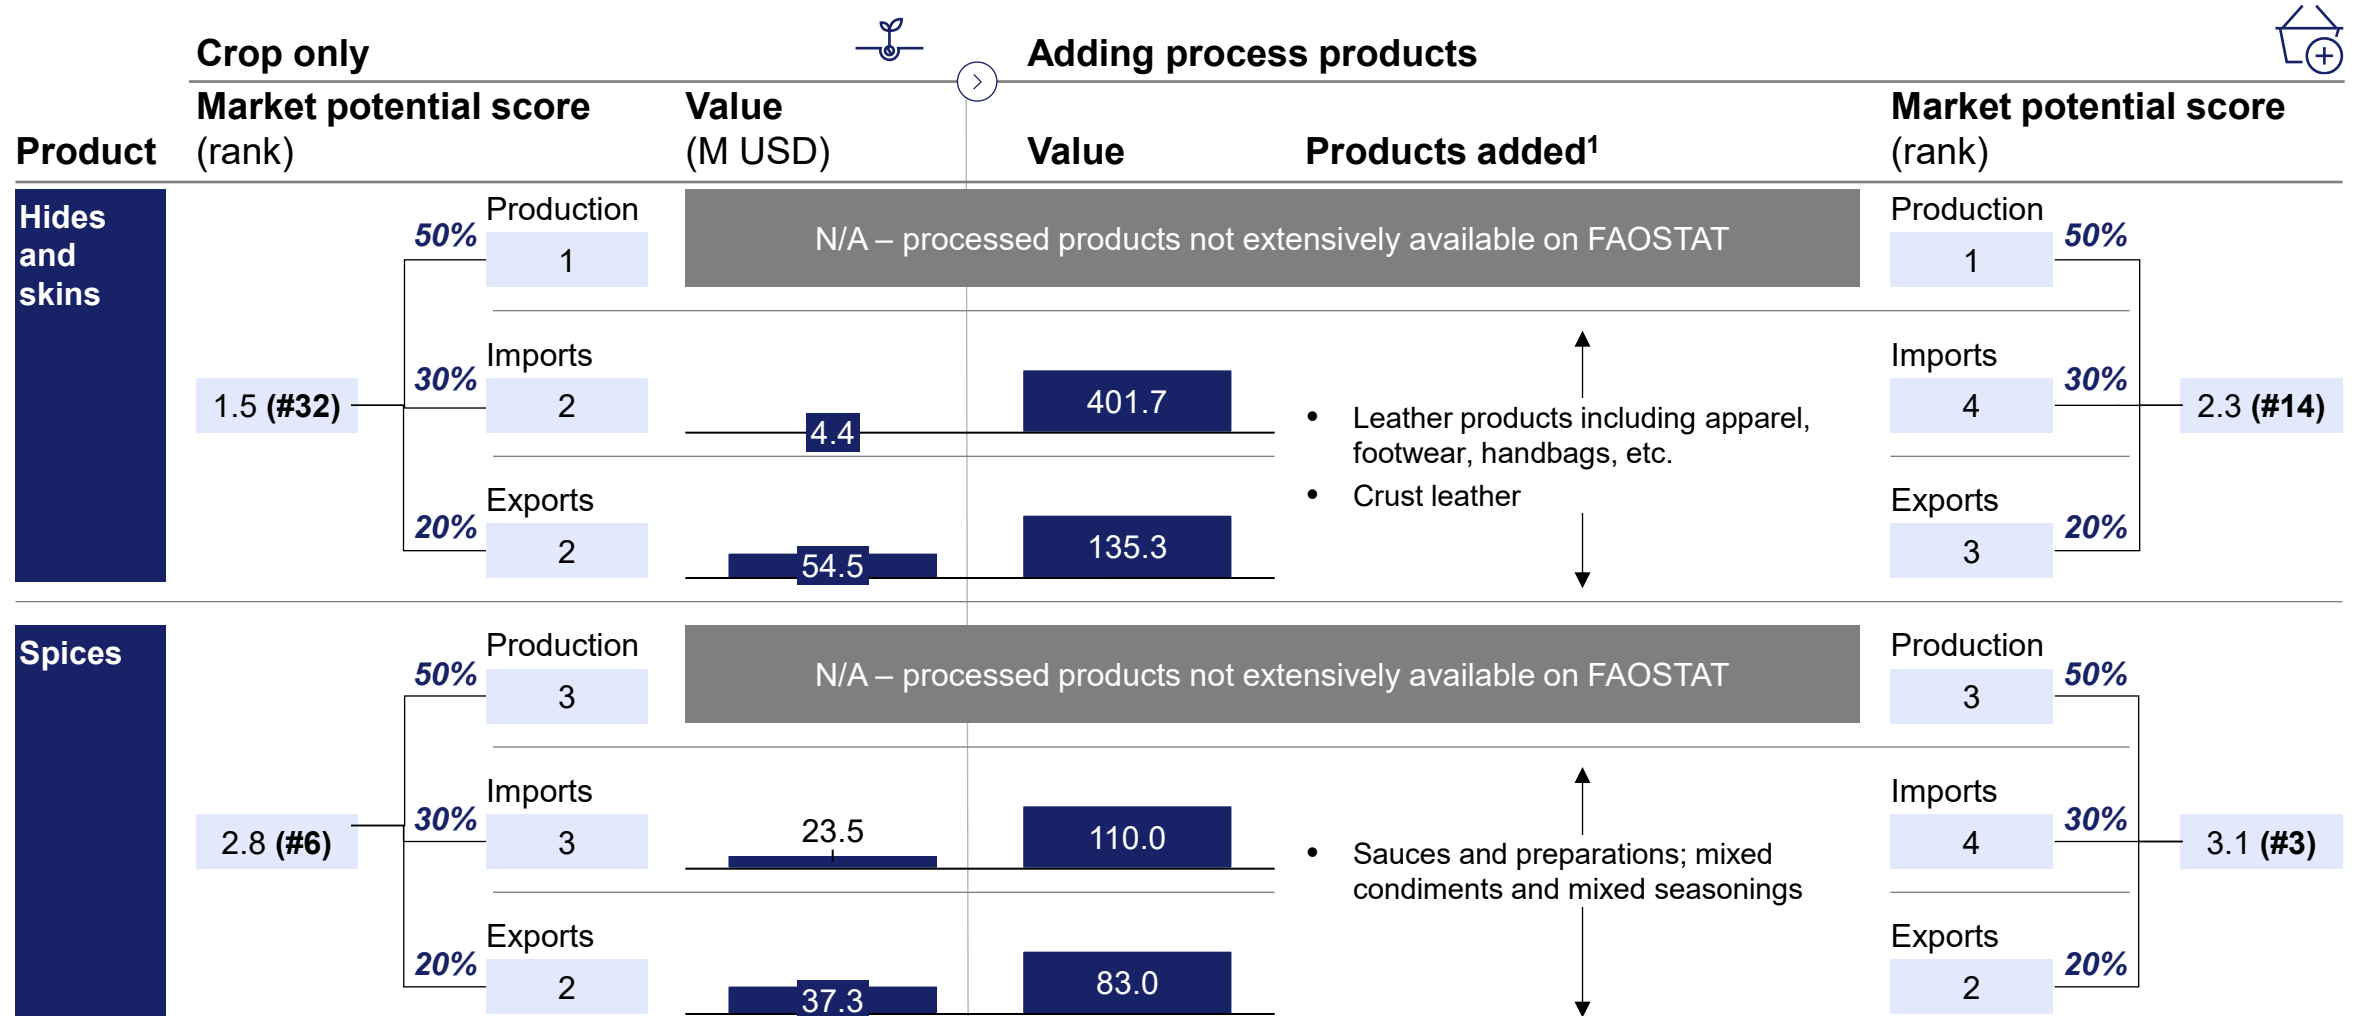 Crop only
Adding process products
Product
Market potential score
(rank)
Value
(M USD)
Value
Products added¹
Market potential score
(rank)
Hides
and
skins
1.5 (#32)
50%
Production
1
N/A – processed products not extensively available on FAOSTAT
Production
1
50%
30%
Imports
2
4.4
401.7
Imports
4
30%
20%
Exports
2
54.5
135.3
• Leather products including apparel,
footwear, handbags, etc.
• Crust leather
Exports
3
20%
2.3 (#14)
Spices
2.8 (#6)
50%
Production
3
N/A – processed products not extensively available on FAOSTAT
Production
3
50%
30%
Imports
3
23.5
110.0
Imports
4
30%
20%
Exports
2
37.3
83.0
• Sauces and preparations; mixed
condiments and mixed seasonings
Exports
2
20%
3.1 (#3)